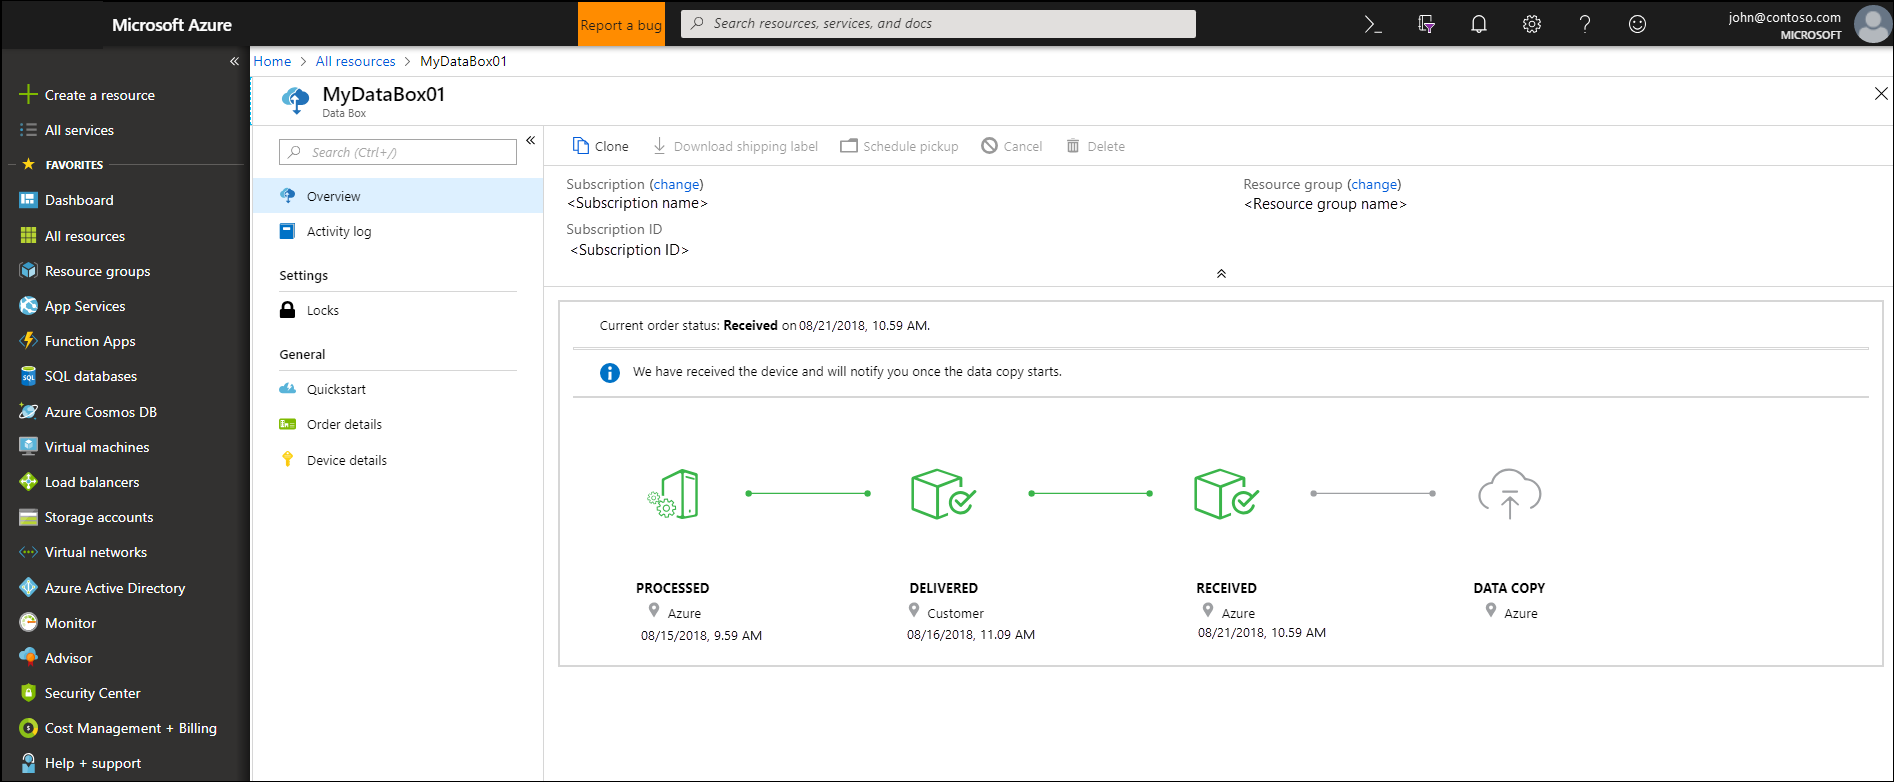 Microsoft Azure
Report a bug
Search resources, services, and docs
john@contoso.com
MICROSOFT
Home > All resources > MyDataBox01
Create a resource
All services
FAVORITES
Dashboard
All resources
Resource groups
App Services
Function Apps
SQL databases
Azure Cosmos DB
Virtual machines
Load balancers
Storage accounts
Virtual networks
Azure Active Directory
Monitor
Advisor
Security Center
Cost Management + Billing
Help + support
MyDataBox01
Data Box
Search (Ctrl+/)
Overview
Activity log
Settings
Locks
General
Quickstart
Order details
Device details
Clone
Download shipping label
Schedule pickup
Cancel
Delete
Subscription (change)
<Subscription name>
Subscription ID
<Subscription ID>
Resource group (change)
<Resource group name>
Current order status: Received on 08/21/2018, 10.59 AM.
We have received the device and will notify you once the data copy starts.
PROCESSED
Azure
08/15/2018, 9.59 AM
DELIVERED
Customer
08/16/2018, 11.09 AM
RECEIVED
Azure
08/21/2018, 10.59 AM
DATA COPY
Azure